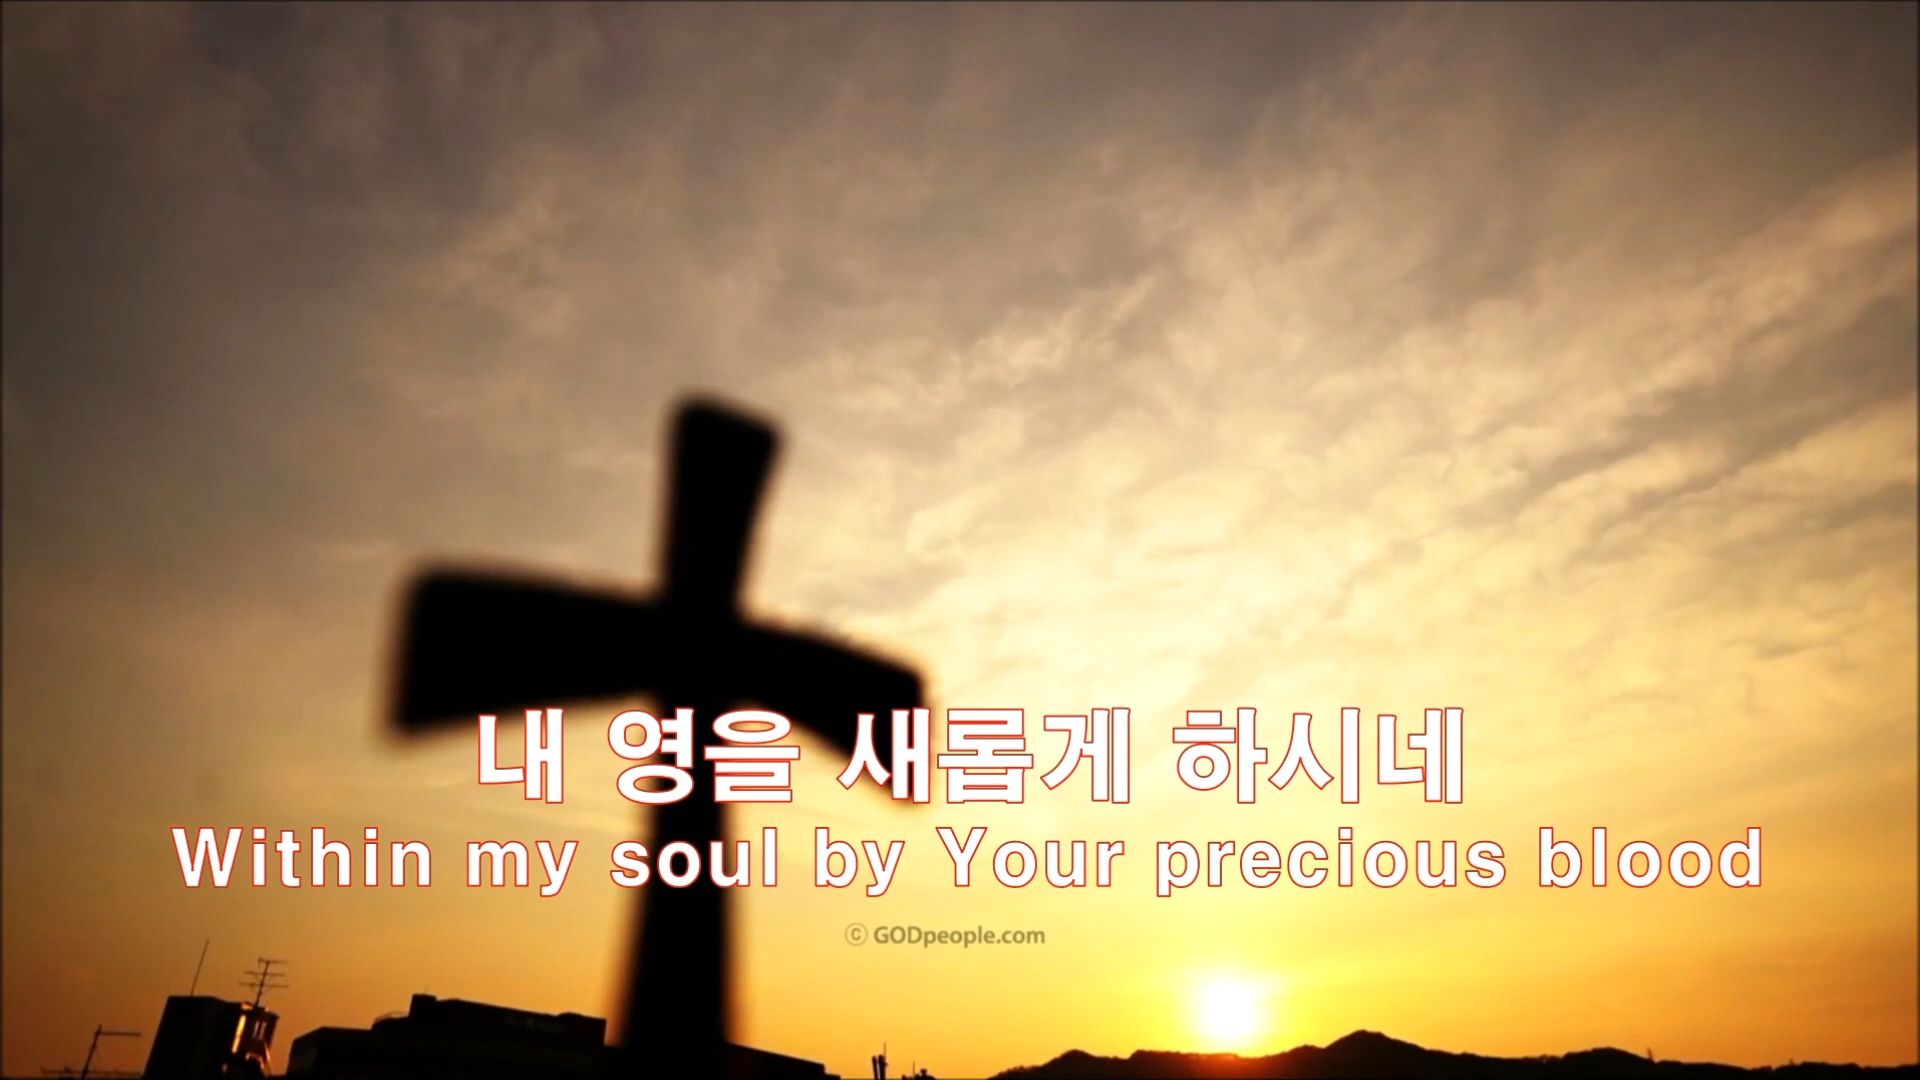 내 영을 새롭게 하시네
Within my soul by Your precious blood
ⓒ GODpeople.com